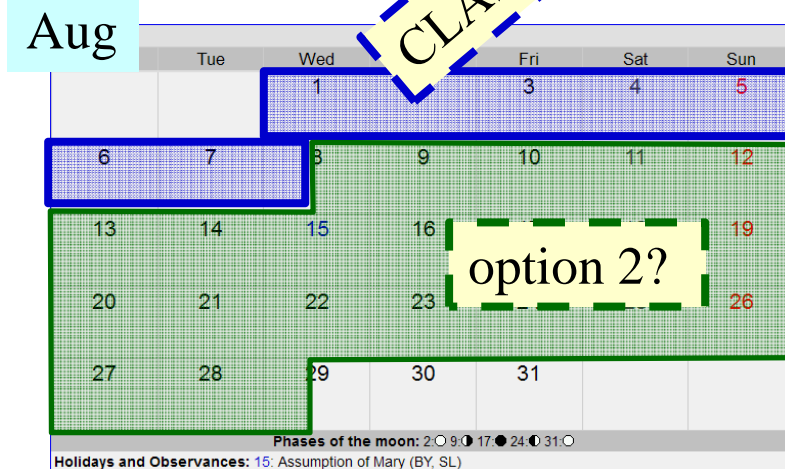 Aug
CLA
Tue Wed Fri Sat Sun
1 3 4 5
6 7 8 9 10 11 12
13 14 15 16 19
option 2?
20 21 22 23 26
27 28 29 30 31
Phases of the moon: 2: 9: 17: 24: 31:
Holidays and Observances: 15: Assumption of Mary (BY, SL)